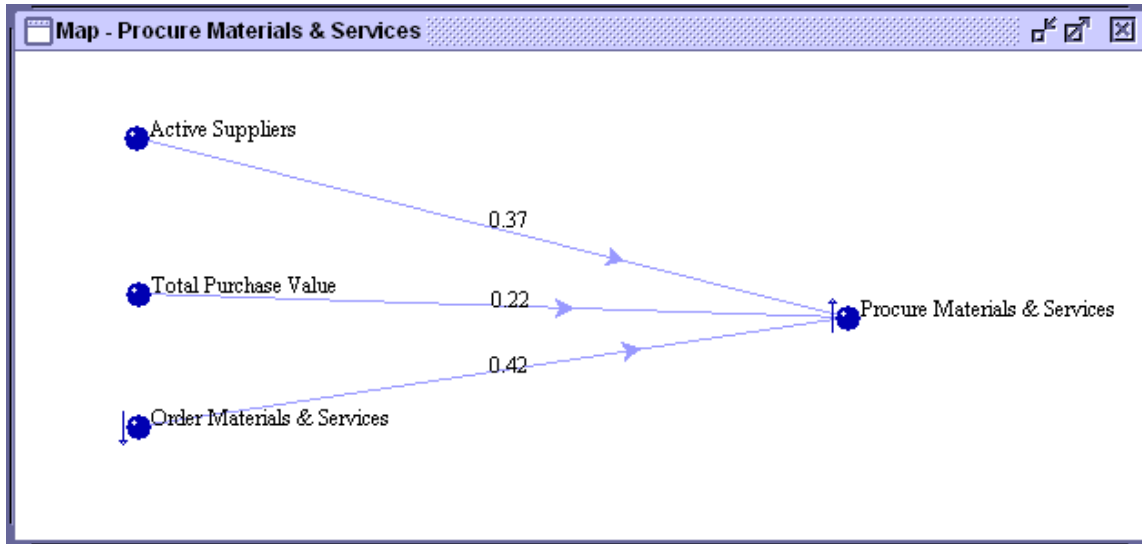 Map - Procure Materials & Services
Active Suppliers
0.37
Total Purchase Value
0.22
Procure Materials & Services
0.42
Order Materials & Services